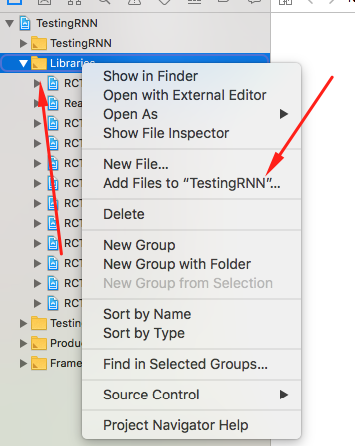 TestingRNN
TestingRNN
Libraries
RCT
Rea
RCT
RCT
RCT
RCT
RCT
RCT
RCT
RCT
RCT
RCT
Testin
Produ
Frame
Show in Finder
Open with External Editor
Open As
Show File Inspector
New File...
Add Files to “TestingRNN”...
Delete
New Group
New Group with Folder
New Group from Selection
Sort by Name
Sort by Type
Find in Selected Groups...
Source Control
Project Navigator Help